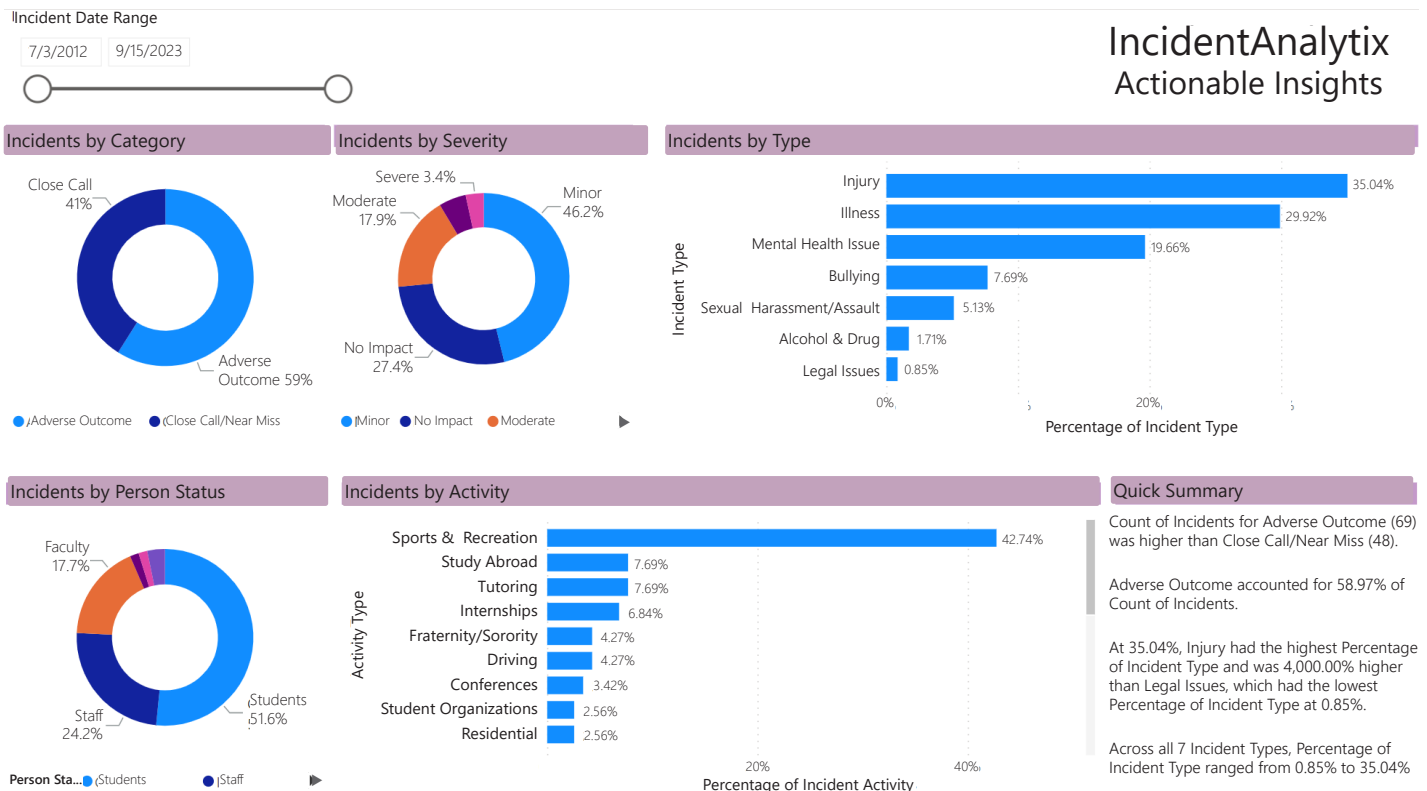 Incident Date Range
7/3/2012
9/15/2023
IncidentAnalytix
Actionable Insights
Incidents by Category
Close Call
41%
Adverse
Outcome 59%
Adverse Outcome
Close Call/Near Miss
Incidents by Severity
Severe 3.4%
Moderate
17.9%
Minor
46.2%
No Impact
27.4%
Minor
No Impact
Moderate
Incidents by Type
Incident Type
Injury
35.04%
Illness
29.92%
Mental Health Issue
19.66%
Bullying
7.69%
Sexual Harassment/Assault
5.13%
Alcohol & Drug
1.71%
Legal Issues
0.85%
0%
20%
Percentage of Incident Type
Incidents by Person Status
Faculty
17.7%
Staff
24.2%
Students
51.6%
Person Sta...
Students
Staff
Incidents by Activity
Activity Type
Sports & Recreation
42.74%
Study Abroad
7.69%
Tutoring
7.69%
Internships
6.84%
Fraternity/Sorority
4.27%
Driving
4.27%
Conferences
3.42%
Student Organizations
2.56%
Residential
2.56%
20%
40%
Percentage of Incident Activity
Quick Summary
Count of Incidents for Adverse Outcome (69)
was higher than Close Call/Near Miss (48).
Adverse Outcome accounted for 58.97% of
Count of Incidents.
At 35.04%, Injury had the highest Percentage
of Incident Type and was 4,000.00% higher
than Legal Issues, which had the lowest
Percentage of Incident Type at 0.85%.
Across all 7 Incident Types, Percentage of
Incident Type ranged from 0.85% to 35.04%